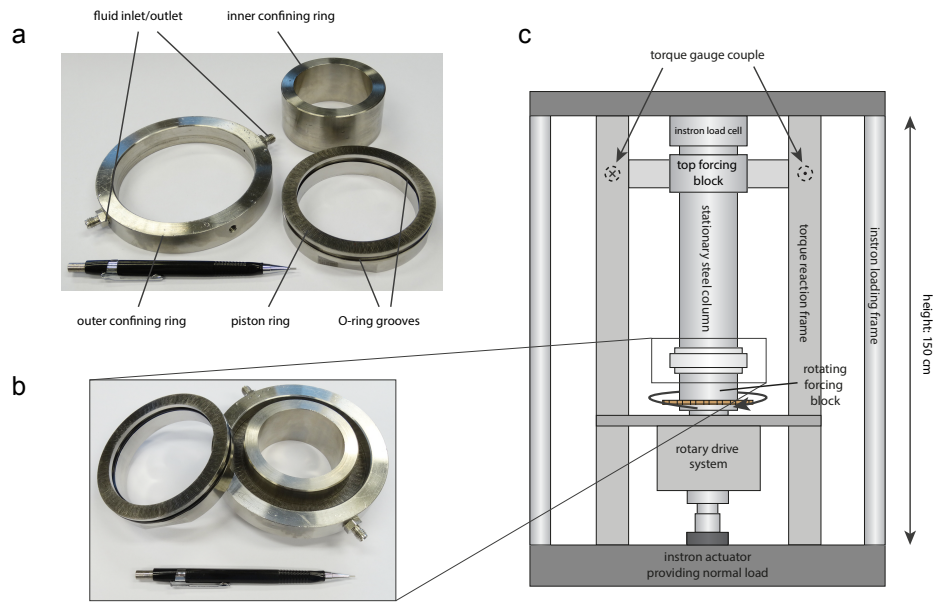 a
fluid inlet/outlet
inner confining ring
outer confining ring
piston ring
O-ring grooves
b
c
torque gauge couple
instron load cell
top forcing
block
stationary steel column
torque reaction frame
instron loading frame
height: 150 cm
rotating
forcing
block
rotary drive
system
instron actuator
providing normal load